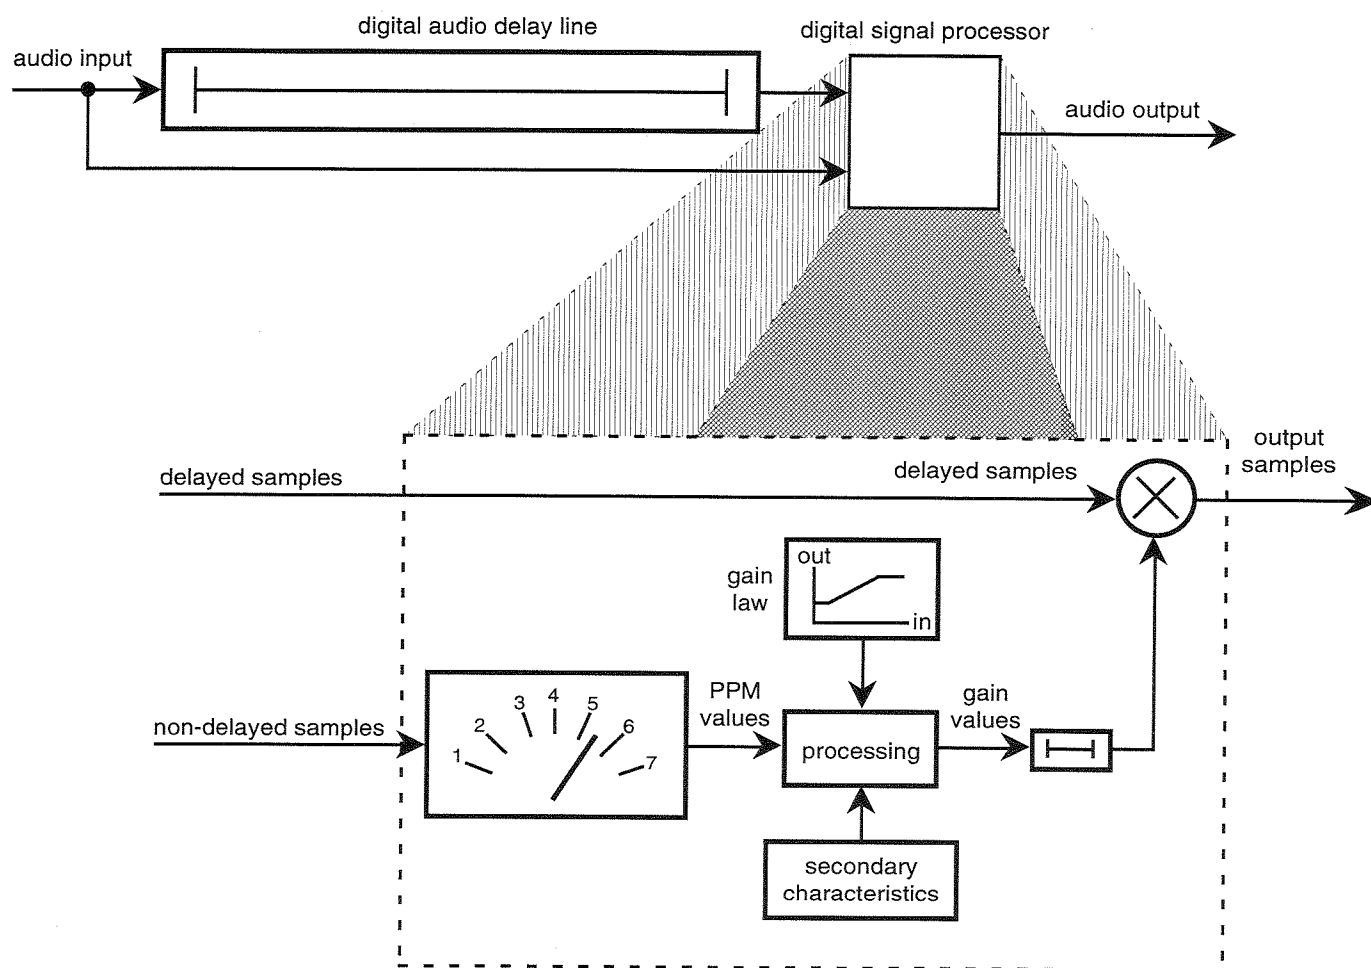 digital audio delay line
digital signal processor
audio input
audio output
output
samples
delayed samples
delayed samples
out
in
gain
law
non-delayed samples
1
2
3
4
5
6
7
PPM
values
processing
gain
values
secondary
characteristics